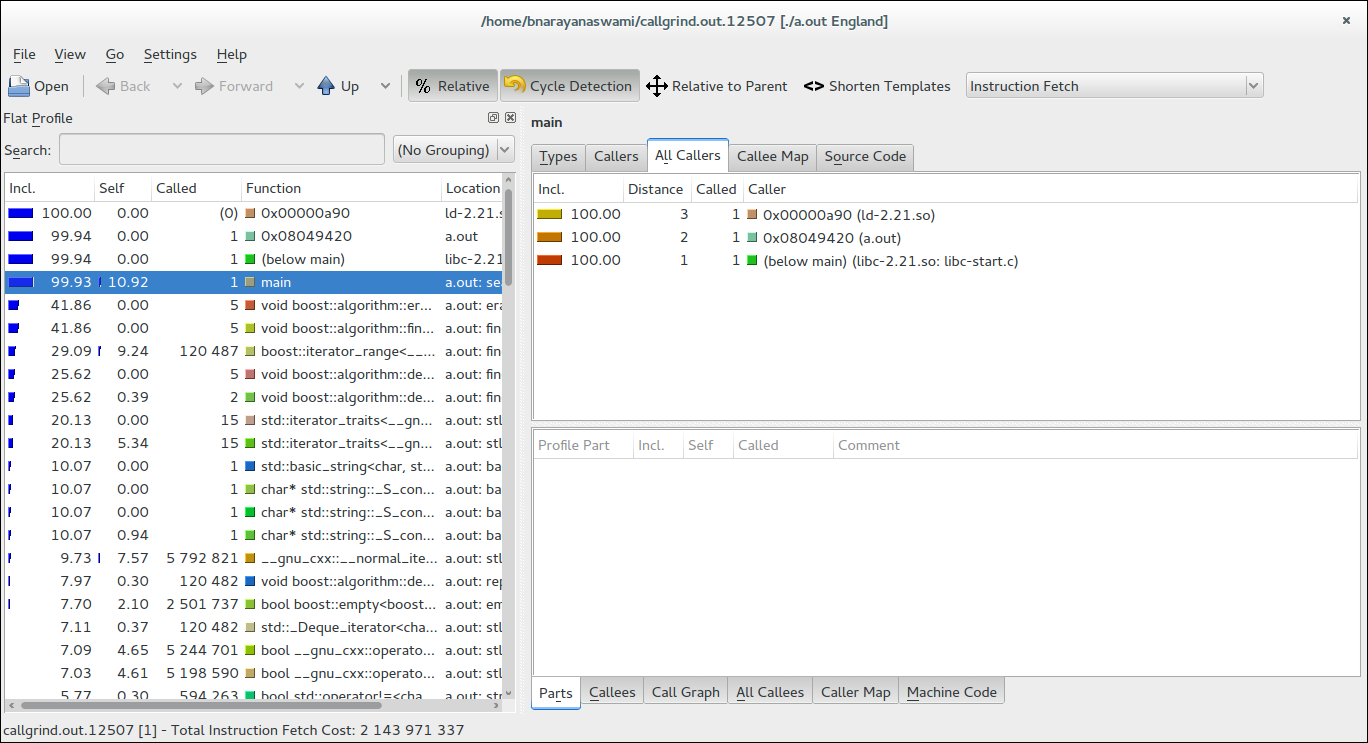 /home/bnarayanaswami/callgrind.out.12507 [./a.out England]
File View Go Settings Help
Open Back Forward Up % Relative Cycle Detection Relative to Parent <> Shorten Templates Instruction Fetch
Flat Profile
Search: (No Grouping)
Incl. Self Called Function Location
100.00 0.00 (0) 0x00000a90 ld-2.21.s
99.94 0.00 1 0x08049420 a.out
99.94 0.00 1 (below main) libc-2.21
99.93 10.92 1 main a.out: se
41.86 0.00 5 void boost::algorithm::er... a.out: era
41.86 0.00 5 void boost::algorithm::fin... a.out: fin
29.09 9.24 120 487 boost::iterator_range<__... a.out: fin
25.62 0.00 5 void boost::algorithm::de... a.out: fin
25.62 0.39 2 void boost::algorithm::de... a.out: fin
20.13 0.00 15 std::iterator_traits<__gn... a.out: stl
20.13 5.34 15 std::iterator_traits<__gn... a.out: stl
10.07 0.00 1 std::basic_string<char, st... a.out: ba
10.07 0.00 1 char* std::string::_S_con... a.out: ba
10.07 0.00 1 char* std::string::_S_con... a.out: ba
10.07 0.94 1 char* std::string::_S_con... a.out: ba
9.73 7.57 5 792 821 __gnu_cxx::__normal_ite... a.out: stl
7.97 0.30 120 482 void boost::algorithm::de... a.out: rep
7.70 2.10 2 501 737 bool boost::empty<boost... a.out: em
7.11 0.37 120 482 std::_Deque_iterator<cha... a.out: stl
7.09 4.65 5 244 701 bool __gnu_cxx::operato... a.out: stl
7.03 4.61 5 198 590 bool __gnu_cxx::operato... a.out: stl
5.77 0.30 594 263 bool std::operator!=<cha... a.out: str
main
Types Callers All Callers Callee Map Source Code
Incl. Distance Called Caller
100.00 3 1 0x00000a90 (ld-2.21.so)
100.00 2 1 0x08049420 (a.out)
100.00 1 1 (below main) (libc-2.21.so: libc-start.c)
Profile Part Incl. Self Called Comment
Parts Callees Call Graph All Callees Caller Map Machine Code
callgrind.out.12507 [1] - Total Instruction Fetch Cost: 2 143 971 337